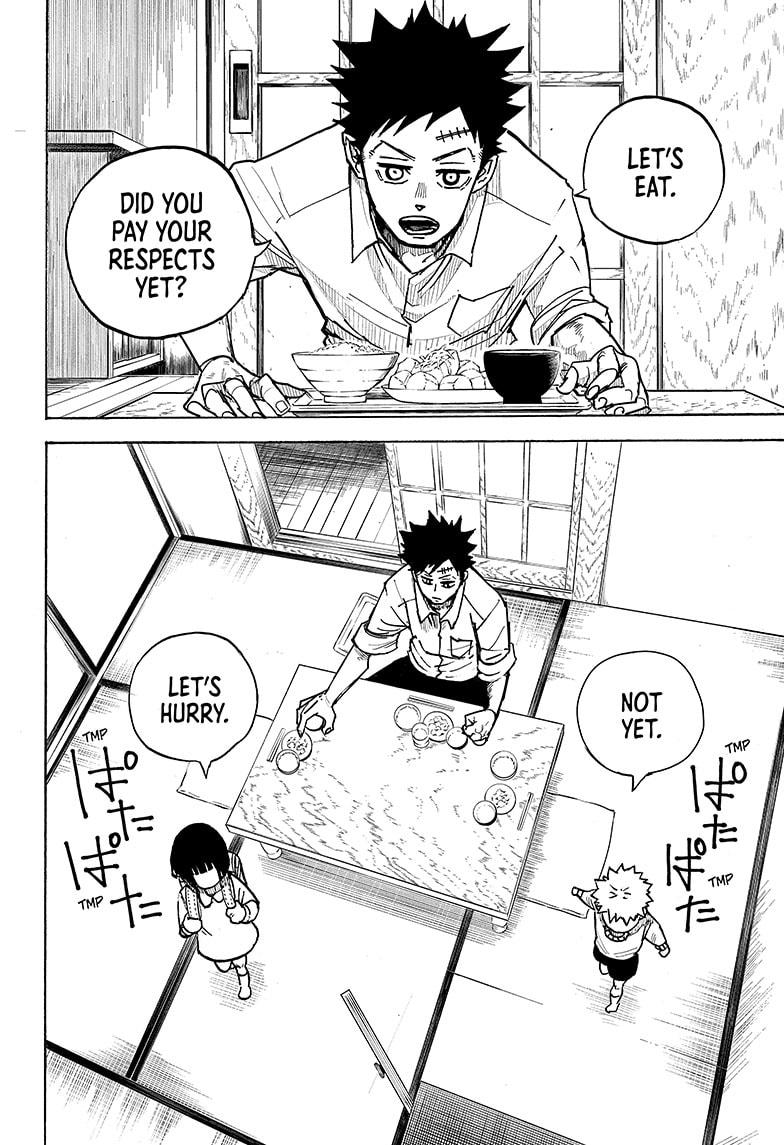 LET'S
EAT.
DID YOU
PAY YOUR
RESPECTS
YET?
NOT
YET.
LET'S
HURRY.
TMP
ぱた
TMP
ぱた
TMP
ぱた
TMP
ぱた